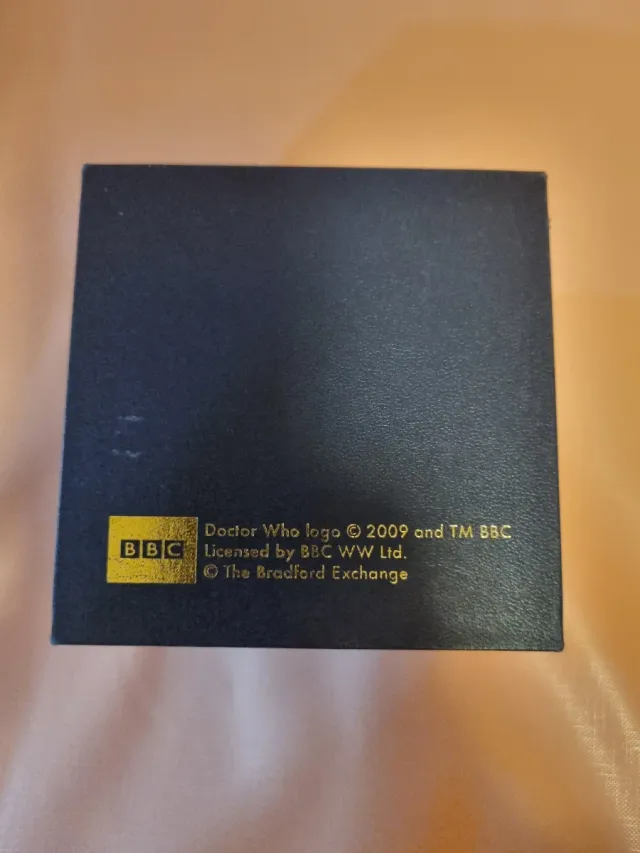 BBC
Doctor Who logo © 2009 and TM BBC
Licensed by BBC WW Ltd.
© The Bradford Exchange